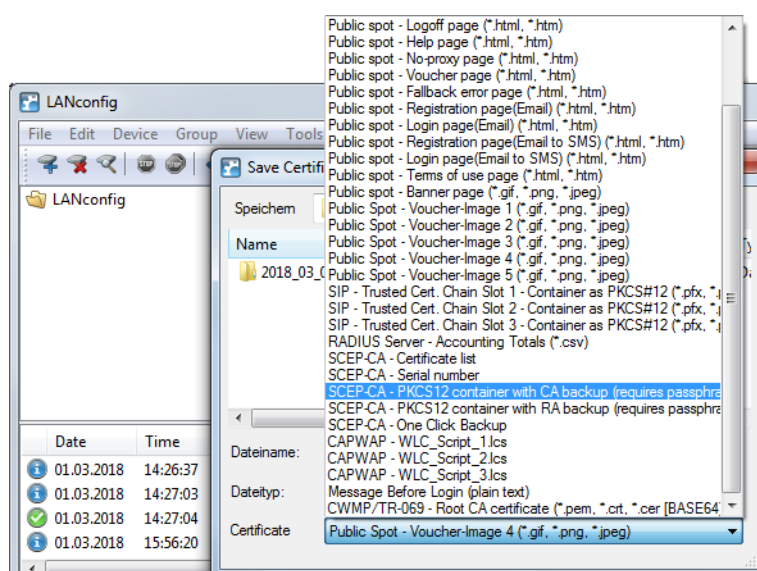 Public spot - Logoff page (*.html, *.htm)
Public spot - Help page (*.html, *.htm)
Public spot - No-proxy page (*.html, *.htm)
Public spot - Voucher page (*.html, *.htm)
Public spot - Fallback error page (*.html, *.htm)
Public spot - Registration page(Email) (*.html, *.htm)
Public spot - Login page(Email) (*.html, *.htm)
Public spot - Registration page(Email to SMS) (*.html, *.htm)
Public spot - Login page(Email to SMS) (*.html, *.htm)
Public spot - Terms of use page (*.html, *.htm)
Public spot - Banner page (*.gif, *.png, *.jpeg)
Public Spot - Voucher-Image 1 (*.gif, *.png, *.jpeg)
Public Spot - Voucher-Image 2 (*.gif, *.png, *.jpeg)
Public Spot - Voucher-Image 3 (*.gif, *.png, *.jpeg)
Public Spot - Voucher-Image 4 (*.gif, *.png, *.jpeg)
Public Spot - Voucher-Image 5 (*.gif, *.png, *.jpeg)
SIP - Trusted Cert. Chain Slot 1 - Container as PKCS#12 (*.pfx, *.
SIP - Trusted Cert. Chain Slot 2 - Container as PKCS#12 (*.pfx, *.
SIP - Trusted Cert. Chain Slot 3 - Container as PKCS#12 (*.pfx, *.
RADIUS Server - Accounting Totals (*.csv)
SCEP-CA - Certificate list
SCEP-CA - Serial number
SCEP-CA - PKCS12 container with CA backup (requires passphra
SCEP-CA - PKCS12 container with RA backup (requires passphra
SCEP-CA - One Click Backup
CAPWAP - WLC_Script_1.lcs
CAPWAP - WLC_Script_2.lcs
CAPWAP - WLC_Script_3.lcs
Message Before Login (plain text)
CWMP/TR-069 - Root CA certificate (*.pem, *.crt, *.cer [BASE64]
Public Spot - Voucher-Image 4 (*.gif, *.png, *.jpeg)
LANconfig
File Edit Device Group View Tools
LANconfig
Save Certifi
Speichern
Name
2018_03_0
Dateiname:
Dateityp:
Certificate
Date Time
01.03.2018 14:26:37
01.03.2018 14:27:03
01.03.2018 14:27:04
01.03.2018 15:56:20